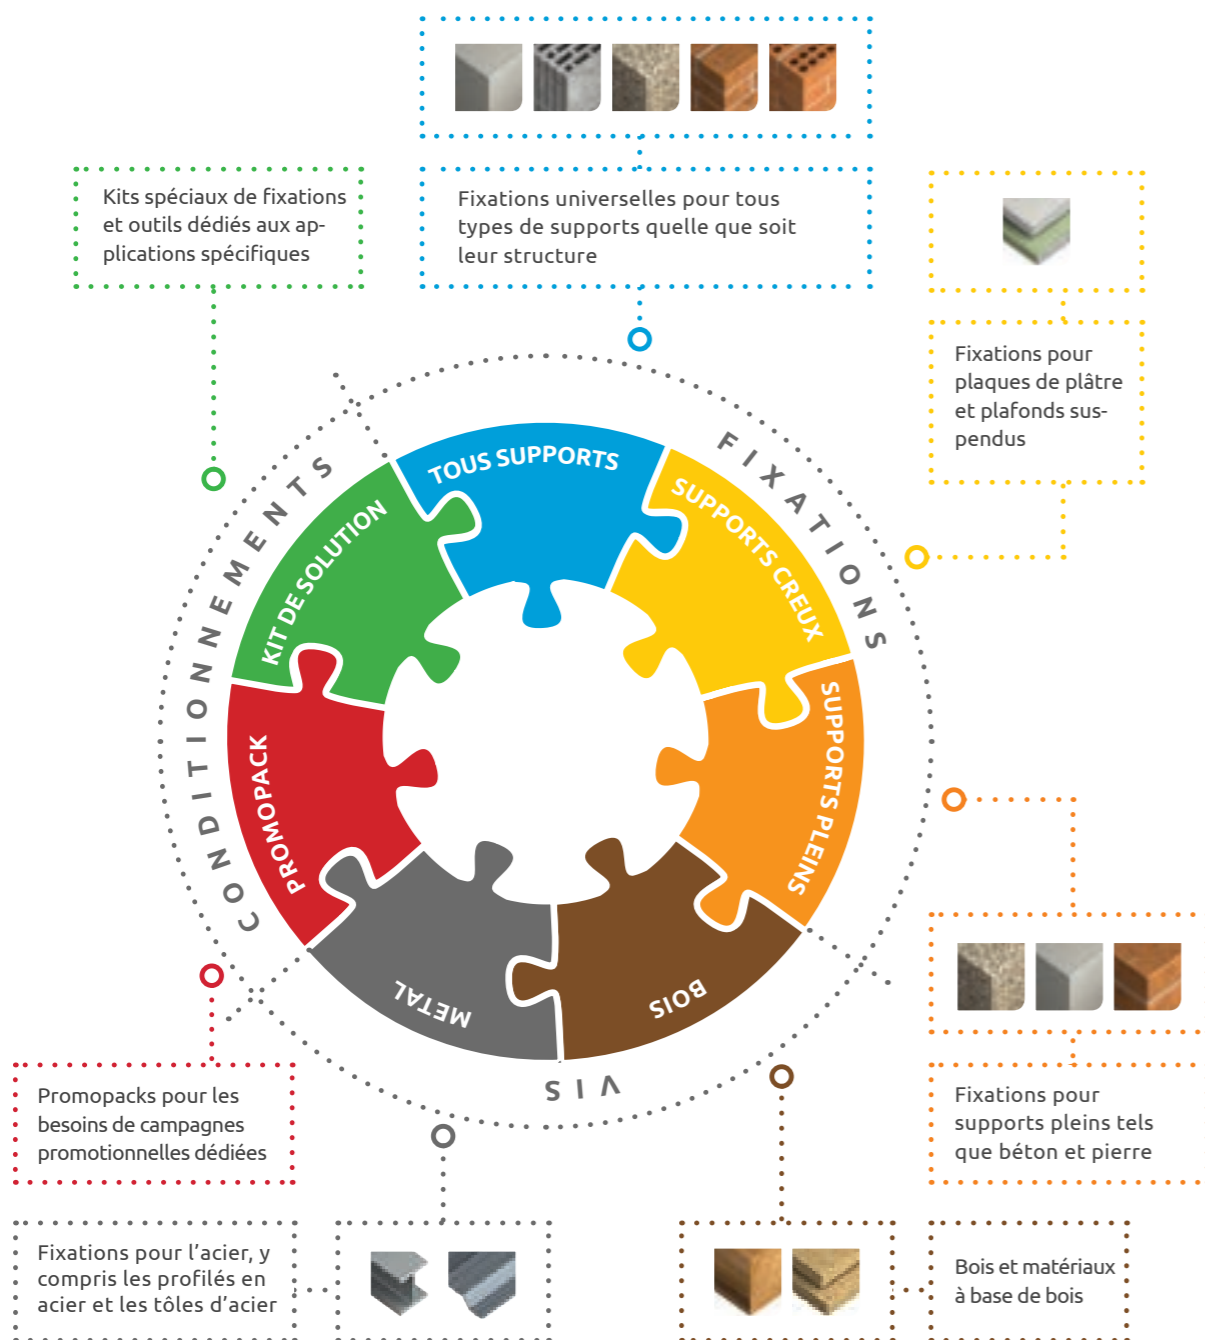 Kits spéciaux de fixations
et outils dédiés aux ap-
plications spécifiques
Fixations universelles pour tous
types de supports quelle que soit
leur structure
Fixations pour
plaques de plâtre
et plafonds sus-
pendus
CONDITIONNEMENTS
FIXATIONS
VIS
TOUS SUPPORTS
SUPPORTS CREUX
SUPPORTS PLEINS
BOIS
METAL
PROMOPACK
KIT DE SOLUTION
Promopacks pour les
besoins de campagnes
promotionnelles dédiées
Fixations pour
supports pleins tels
que béton et pierre
Fixations pour l'acier, y
compris les profilés en
acier et les tôles d'acier
Bois et matériaux
à base de bois